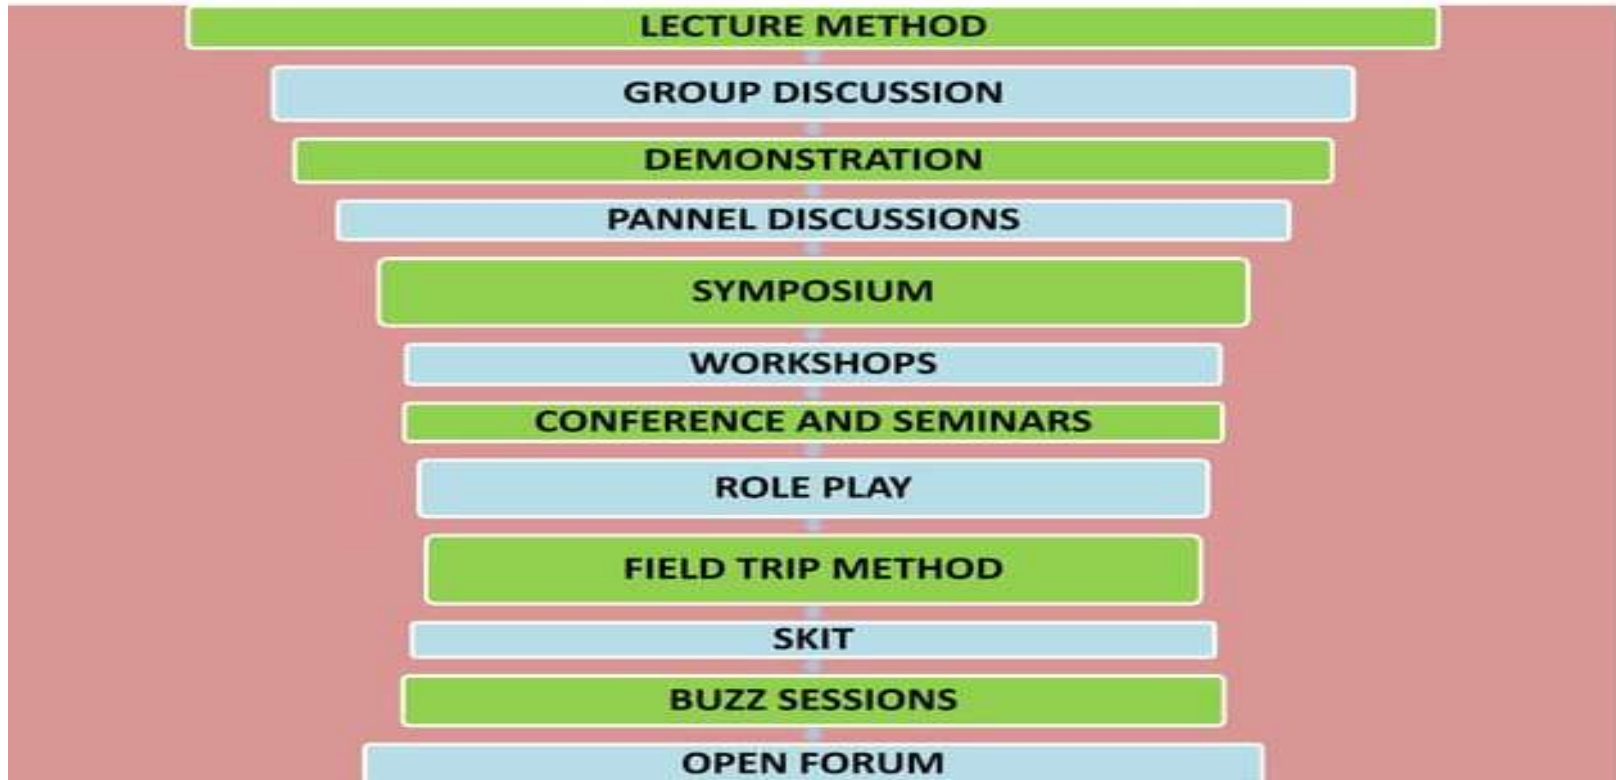 LECTURE METHOD
GROUP DISCUSSION
DEMONSTRATION
PANNEL DISCUSSIONS
SYMPOSIUM
WORKSHOPS
CONFERENCE AND SEMINARS
ROLE PLAY
FIELD TRIP METHOD
SKIT
BUZZ SESSIONS
OPEN FORUM